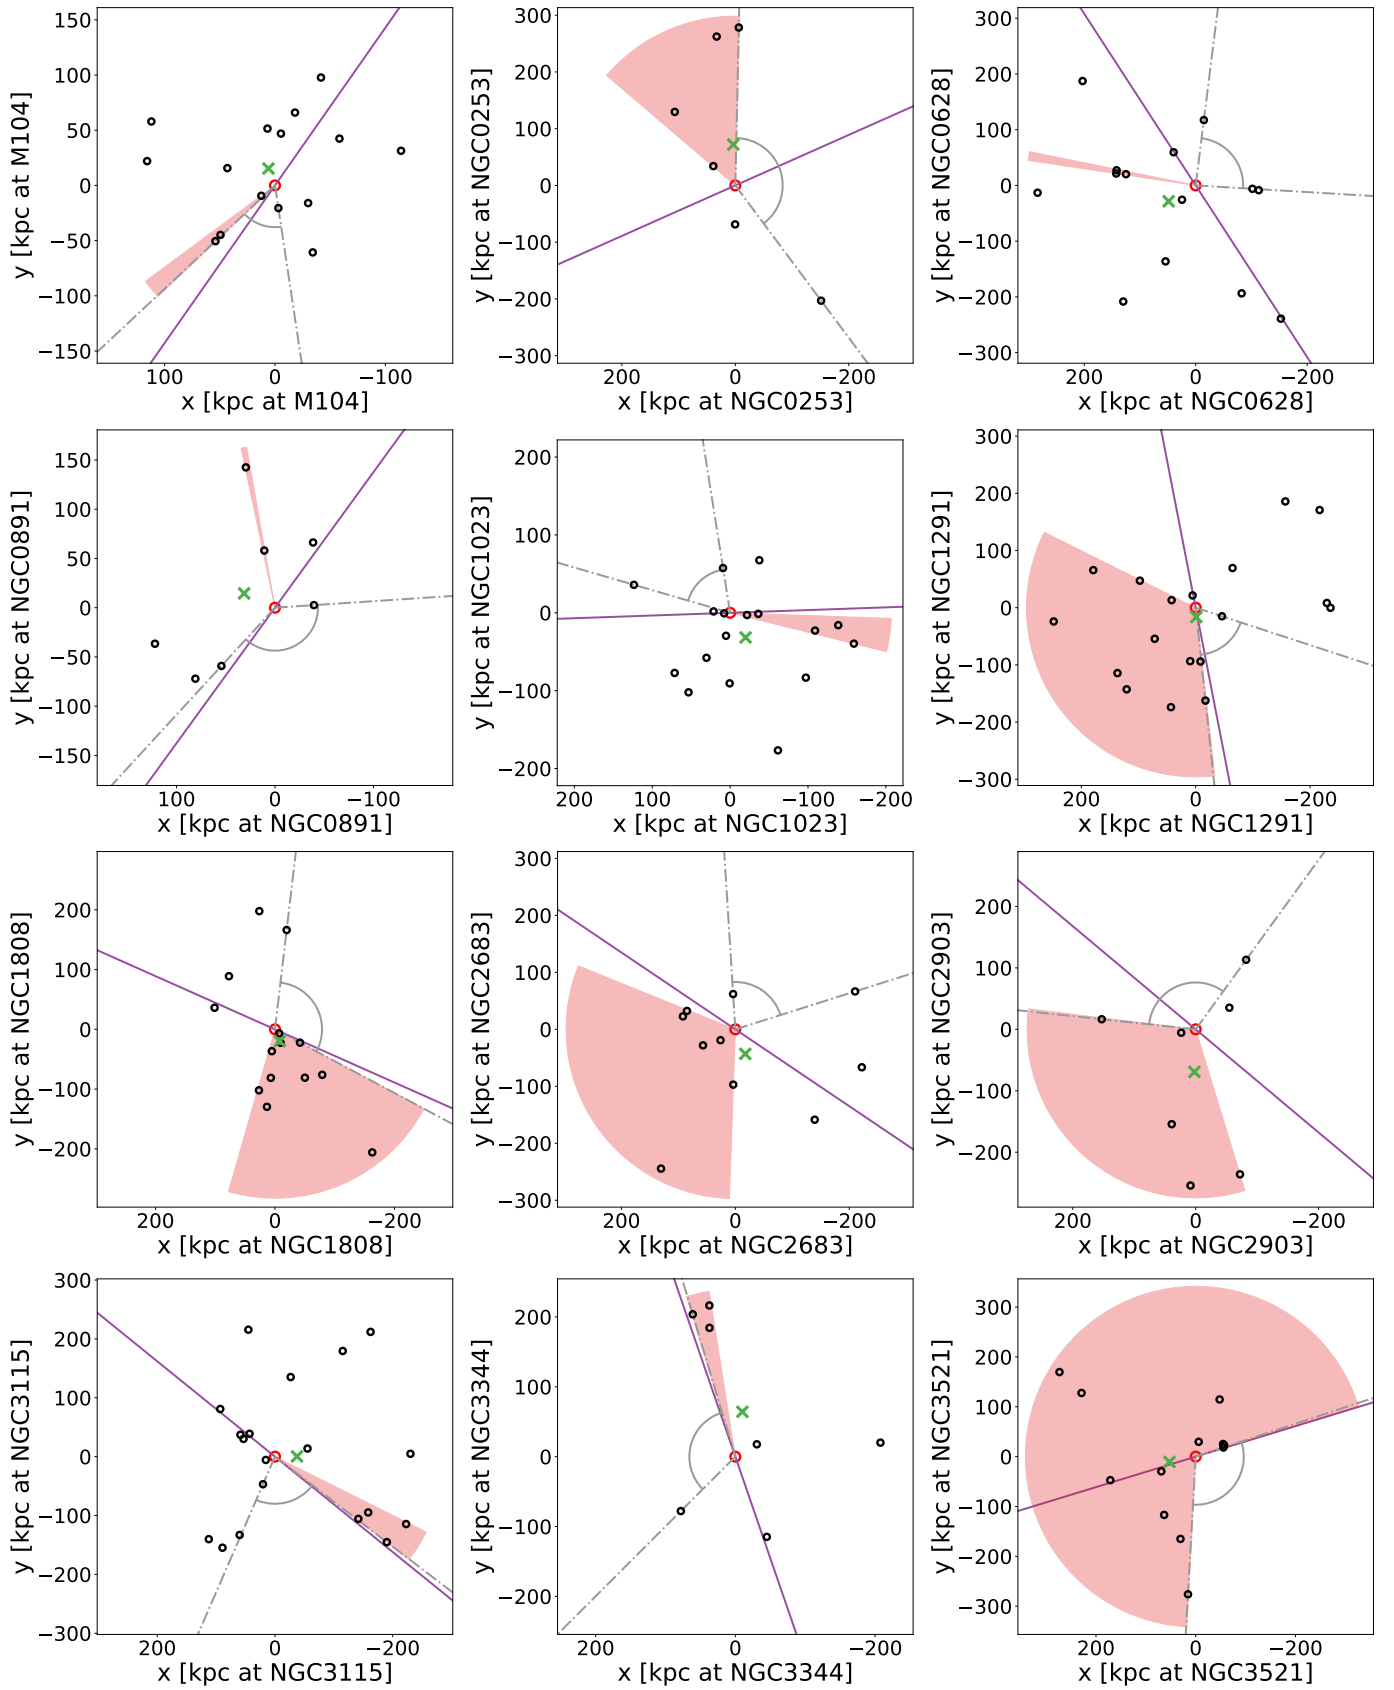 150
100
50
0
−50
−100
−150
y [kpc at M104]
100 0 −100
x [kpc at M104]
300
200
100
0
−100
−200
−300
y [kpc at NGC0253]
200 0 −200
x [kpc at NGC0253]
300
200
100
0
−100
−200
−300
y [kpc at NGC0628]
200 0 −200
x [kpc at NGC0628]
150
100
50
0
−50
−100
−150
y [kpc at NGC0891]
100 0 −100
x [kpc at NGC0891]
200
100
0
−100
−200
y [kpc at NGC1023]
200 100 0 −100 −200
x [kpc at NGC1023]
300
200
100
0
−100
−200
−300
y [kpc at NGC1291]
200 0 −200
x [kpc at NGC1291]
200
100
0
−100
−200
y [kpc at NGC1808]
200 0 −200
x [kpc at NGC1808]
300
200
100
0
−100
−200
−300
y [kpc at NGC2683]
200 0 −200
x [kpc at NGC2683]
200
100
0
−100
−200
y [kpc at NGC2903]
200 0 −200
x [kpc at NGC2903]
300
200
100
0
−100
−200
−300
y [kpc at NGC3115]
200 0 −200
x [kpc at NGC3115]
200
100
0
−100
−200
y [kpc at NGC3344]
200 0 −200
x [kpc at NGC3344]
300
200
100
0
−100
−200
−300
y [kpc at NGC3521]
200 0 −200
x [kpc at NGC3521]